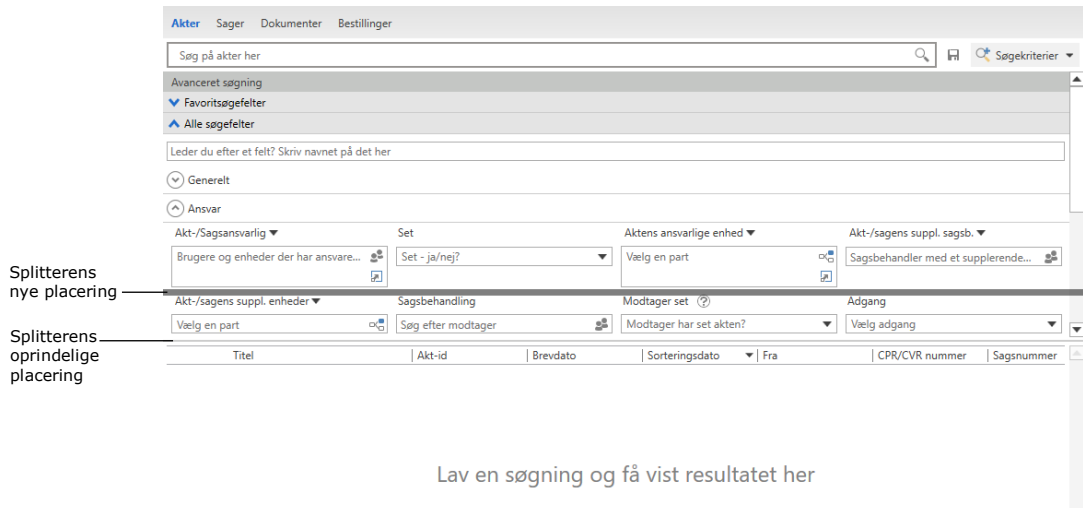 Akter Sager Dokumenter Bestillinger
Søg på akter her
Søgekriterier
Avanceret søgning
Favoritsøgefelter
Alle søgefelter
Leder du efter et felt? Skriv navnet på det her
Generelt
Ansvar
Akt-/Sagsansvarlig Set Aktens ansvarlige enhed Akt-/sagens suppl. sagsb.
Brugere og enheder der har ansvare... Set - ja/nej? Vælg en part Sagsbehandler med et supplerende...
Splitterens
nye placering
Akt-/sagens suppl. enheder Sagsbehandling Modtager set ? Adgang
Vælg en part Søg efter modtager Modtager har set akten? Vælg adgang
Splitterens
oprindelige
placering
Titel Akt-id Brevdato Sorteringsdato Fra CPR/CVR nummer Sagsnummer
Lav en søgning og få vist resultatet her